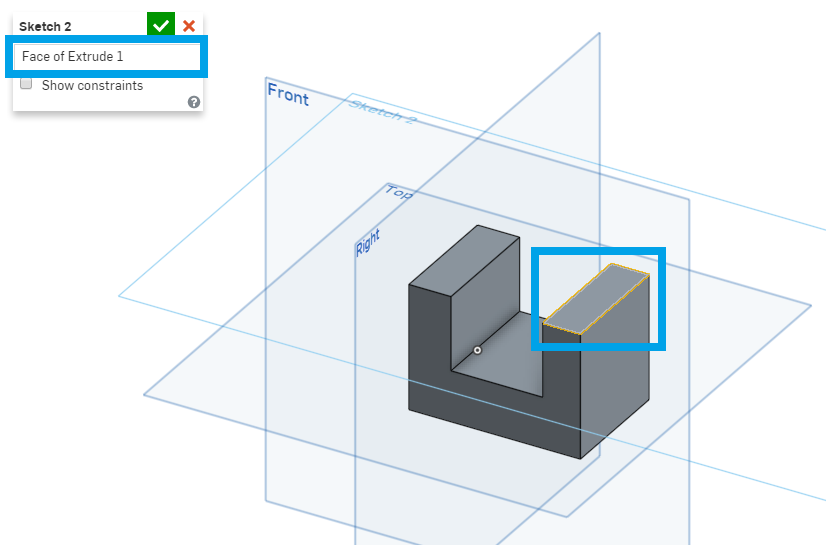 Sketch 2
Face of Extrude 1
Show constraints
?
Front
Sketch 2
Top
Right